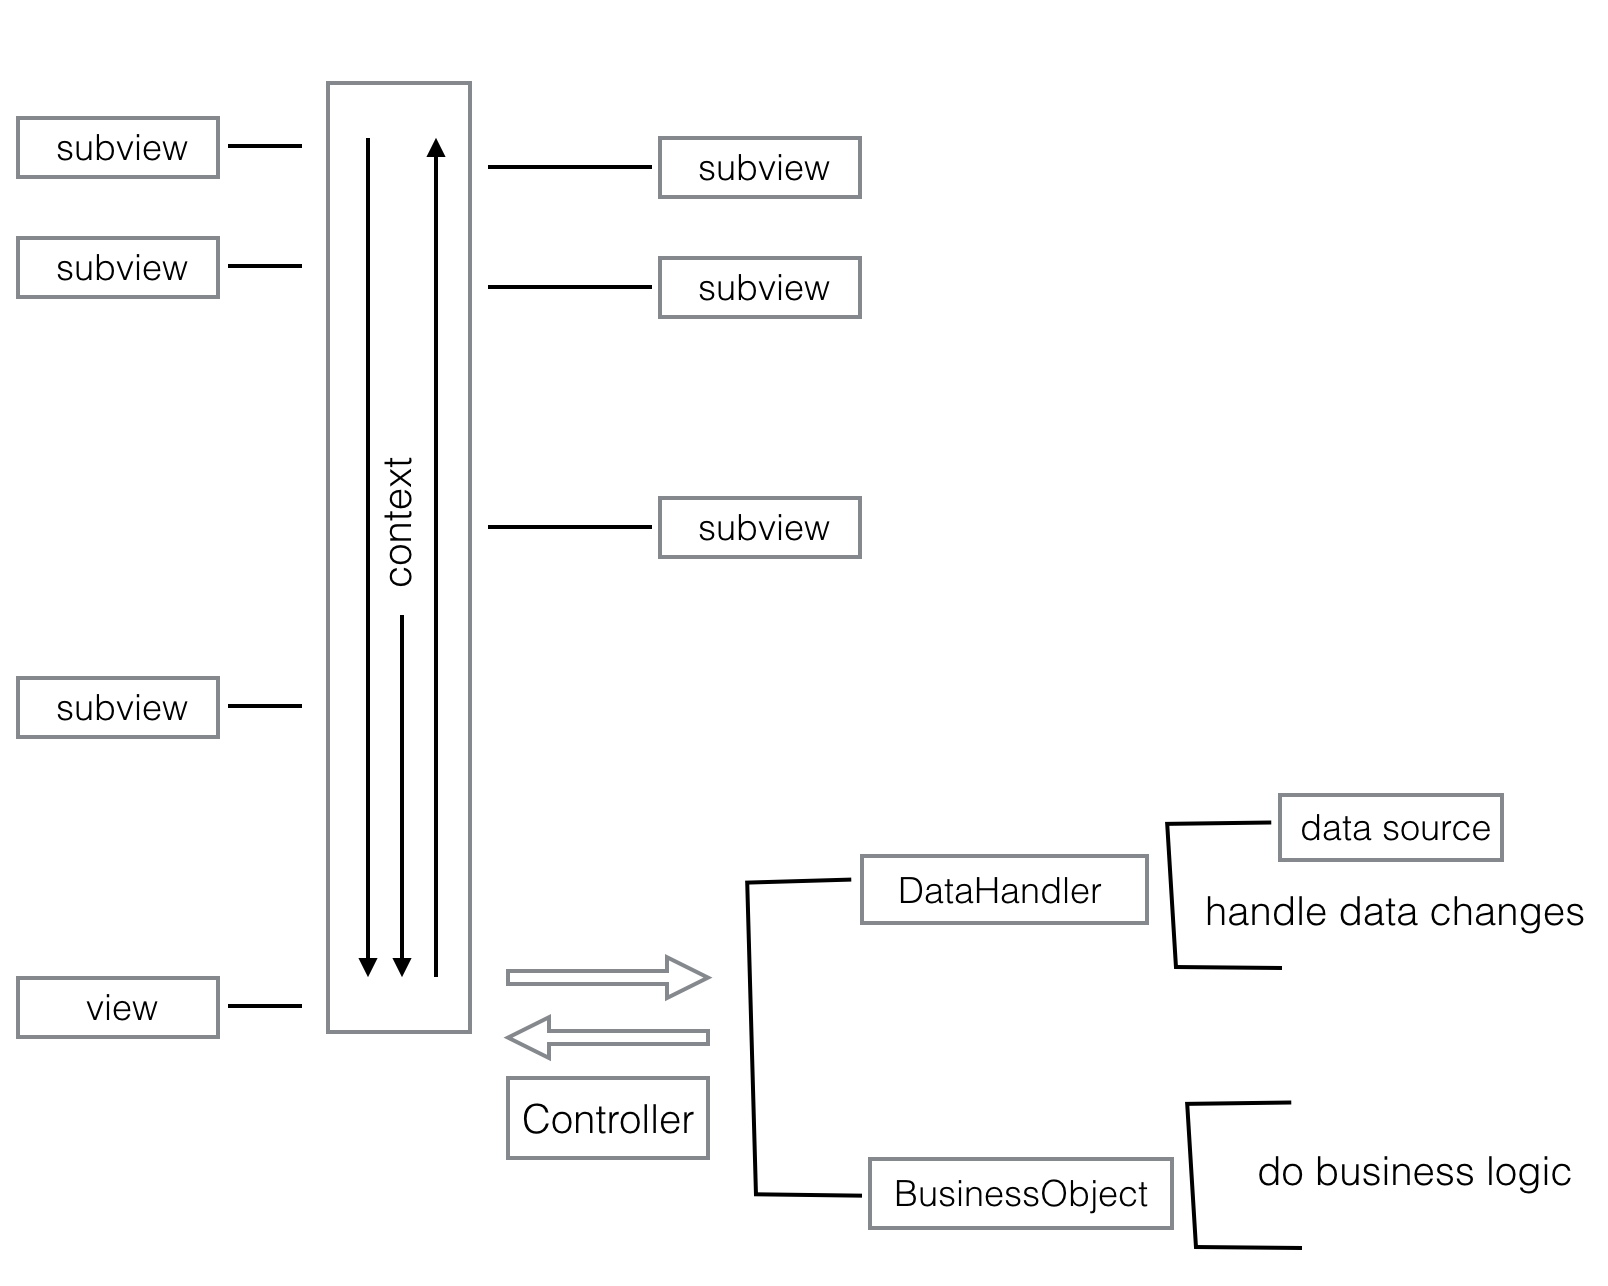 subview
subview
subview
subview
context
subview
subview
data source
DataHandler
handle data changes
view
Controller
do business logic
BusinessObject